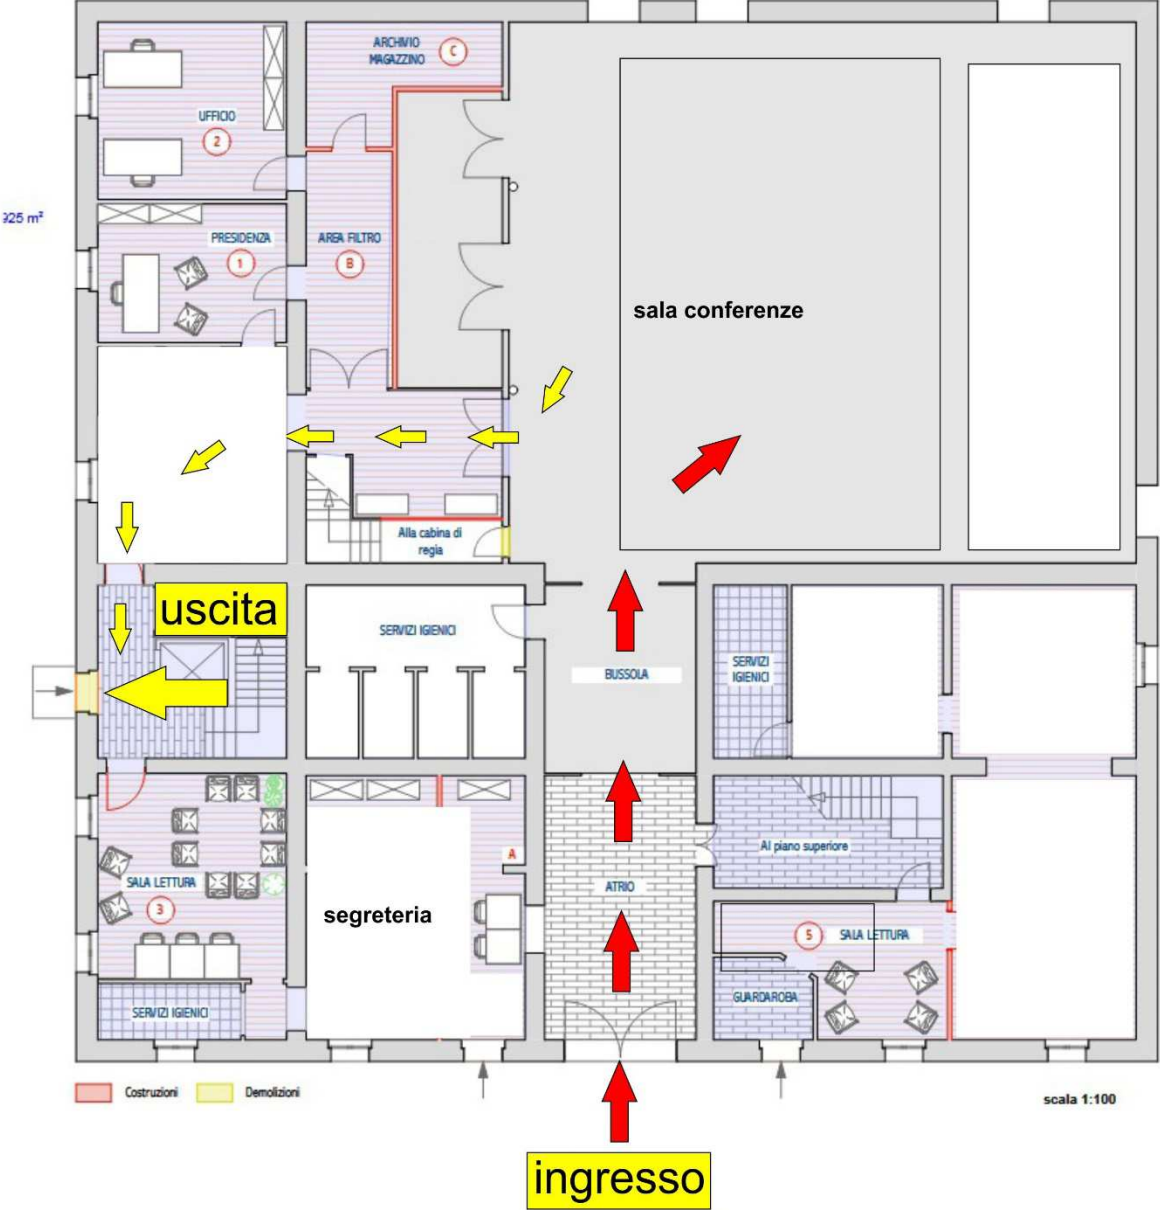 ARCHIVIO
MAGAZZINO
C
UFFICIO
2
925 m²
PRESIDENZA
1
AREA FILTRO
B
sala conferenze
Alla cabina di
regia
uscita
SERVIZI IGIENICI
BUSSOLA
SERVIZI
IGIENICI
Al piano superiore
A
ATRIO
SALA LETTURA
3
segreteria
5
SALA LETTURA
GUARDAROBA
SERVIZI IGIENICI
Costruzioni
Demolizioni
scala 1:100
ingresso